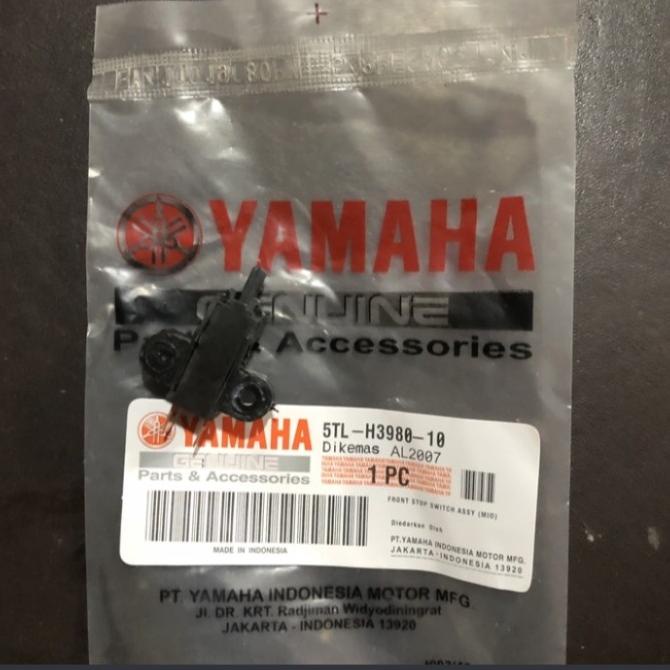 YAMAHA
GENUINE
Parts & Accessories
YAMAHA
GENUINE
Parts & Accessories
5TL-H3980-10
Dikemas AL2007
1 PC
FRONT STOP SWITCH ASSY (MIO)
Diedarkan Oleh
PT.YAMAHA INDONESIA MOTOR MFG.
JAKARTA-INDONESIA 13920
MADE IN INDONESIA
PT. YAMAHA INDONESIA MOTOR MFG.
Jl. DR. KRT. Radjiman Widyodiningrat
JAKARTA - INDONESIA 13920